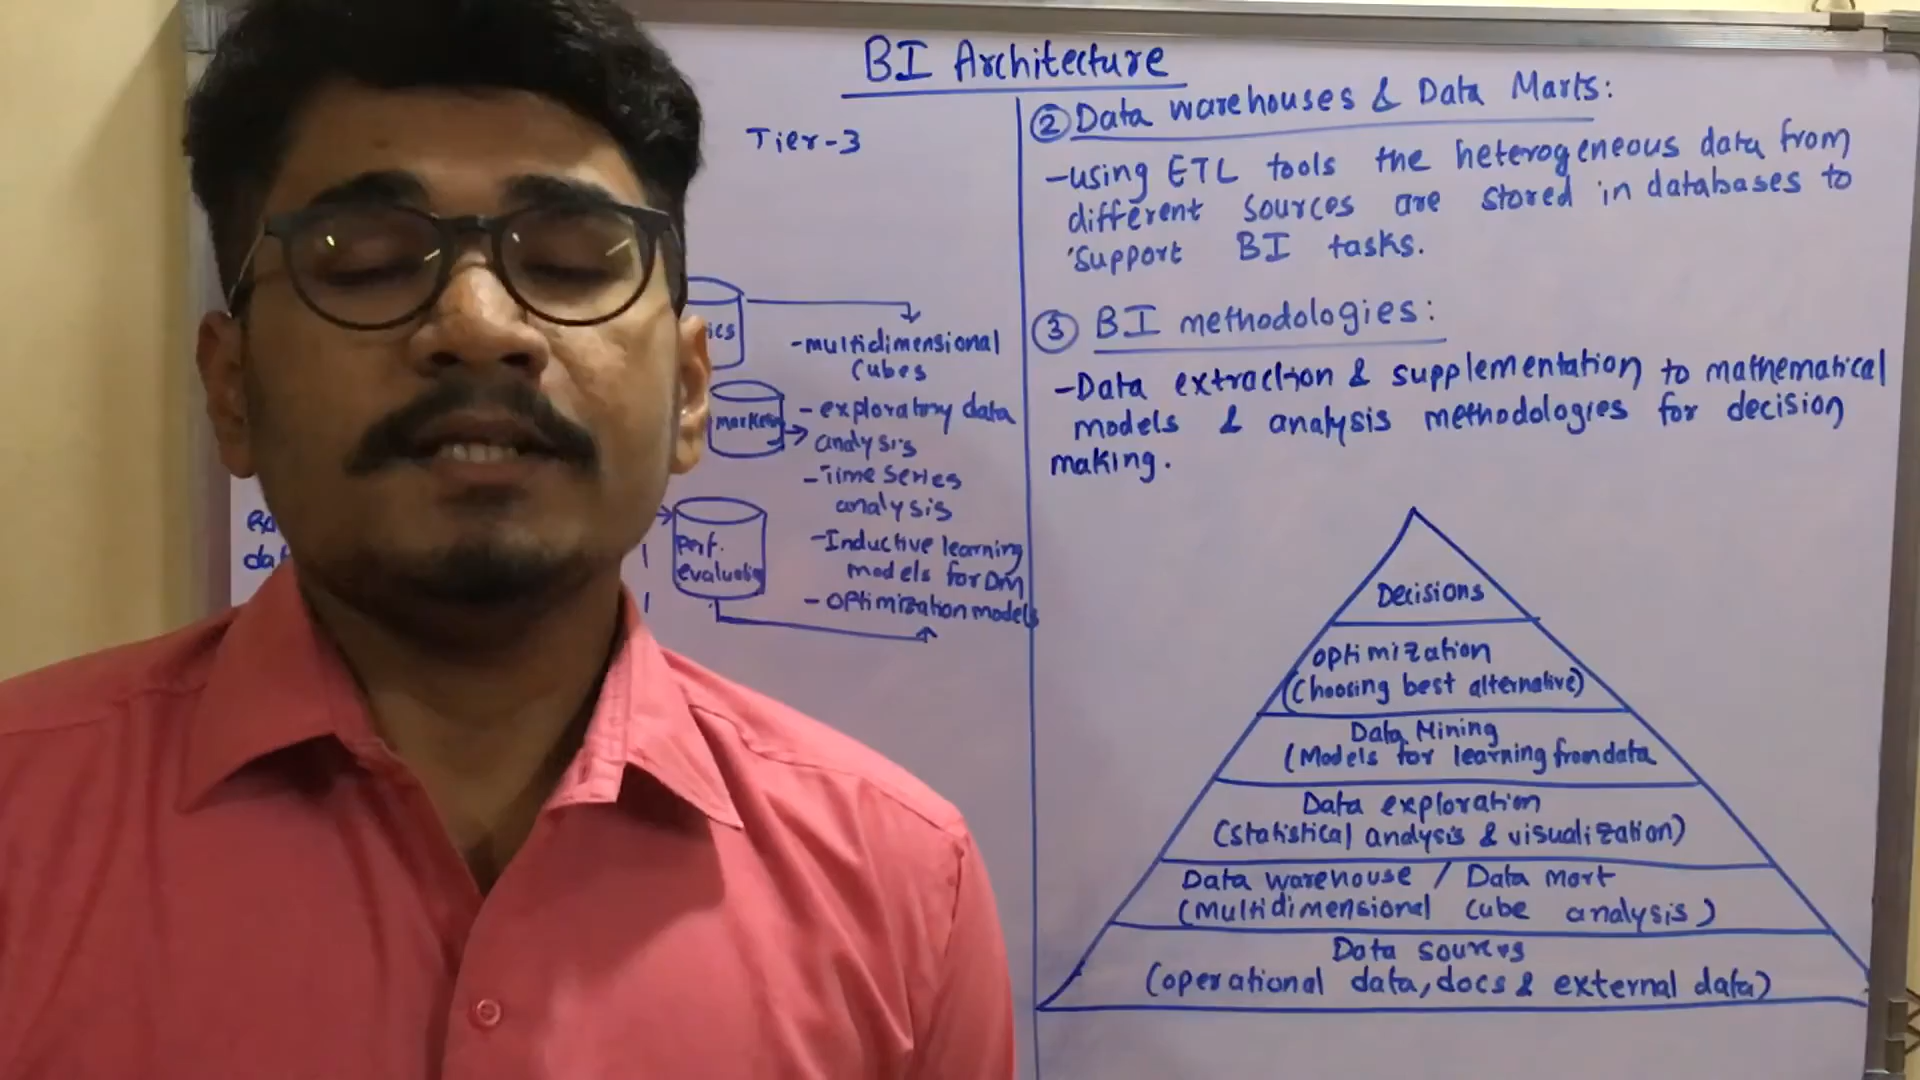 BI Architecture
Tier-3
ics
-multidimensional
cubes
market
- exploratory data
analysis
-Time series
analysis
Perf.
evaluation
-Inductive learning
models for DM
- optimization models
② Data warehouses & Data Marts:
-using ETL tools the heterogeneous data from
different sources are stored in databases to
support BI tasks.
③ BI methodologies:
-Data extraction & supplementation to mathematical
models & analysis methodologies for decision
making.
Decisions
optimization
(Choosing best alternative)
Data Mining
(Models for learning from data
Data exploration
(statistical analysis & visualization)
Data warehouse / Data mart
(multidimensional cube analysis)
Data sources
(operational data, docs & external data)